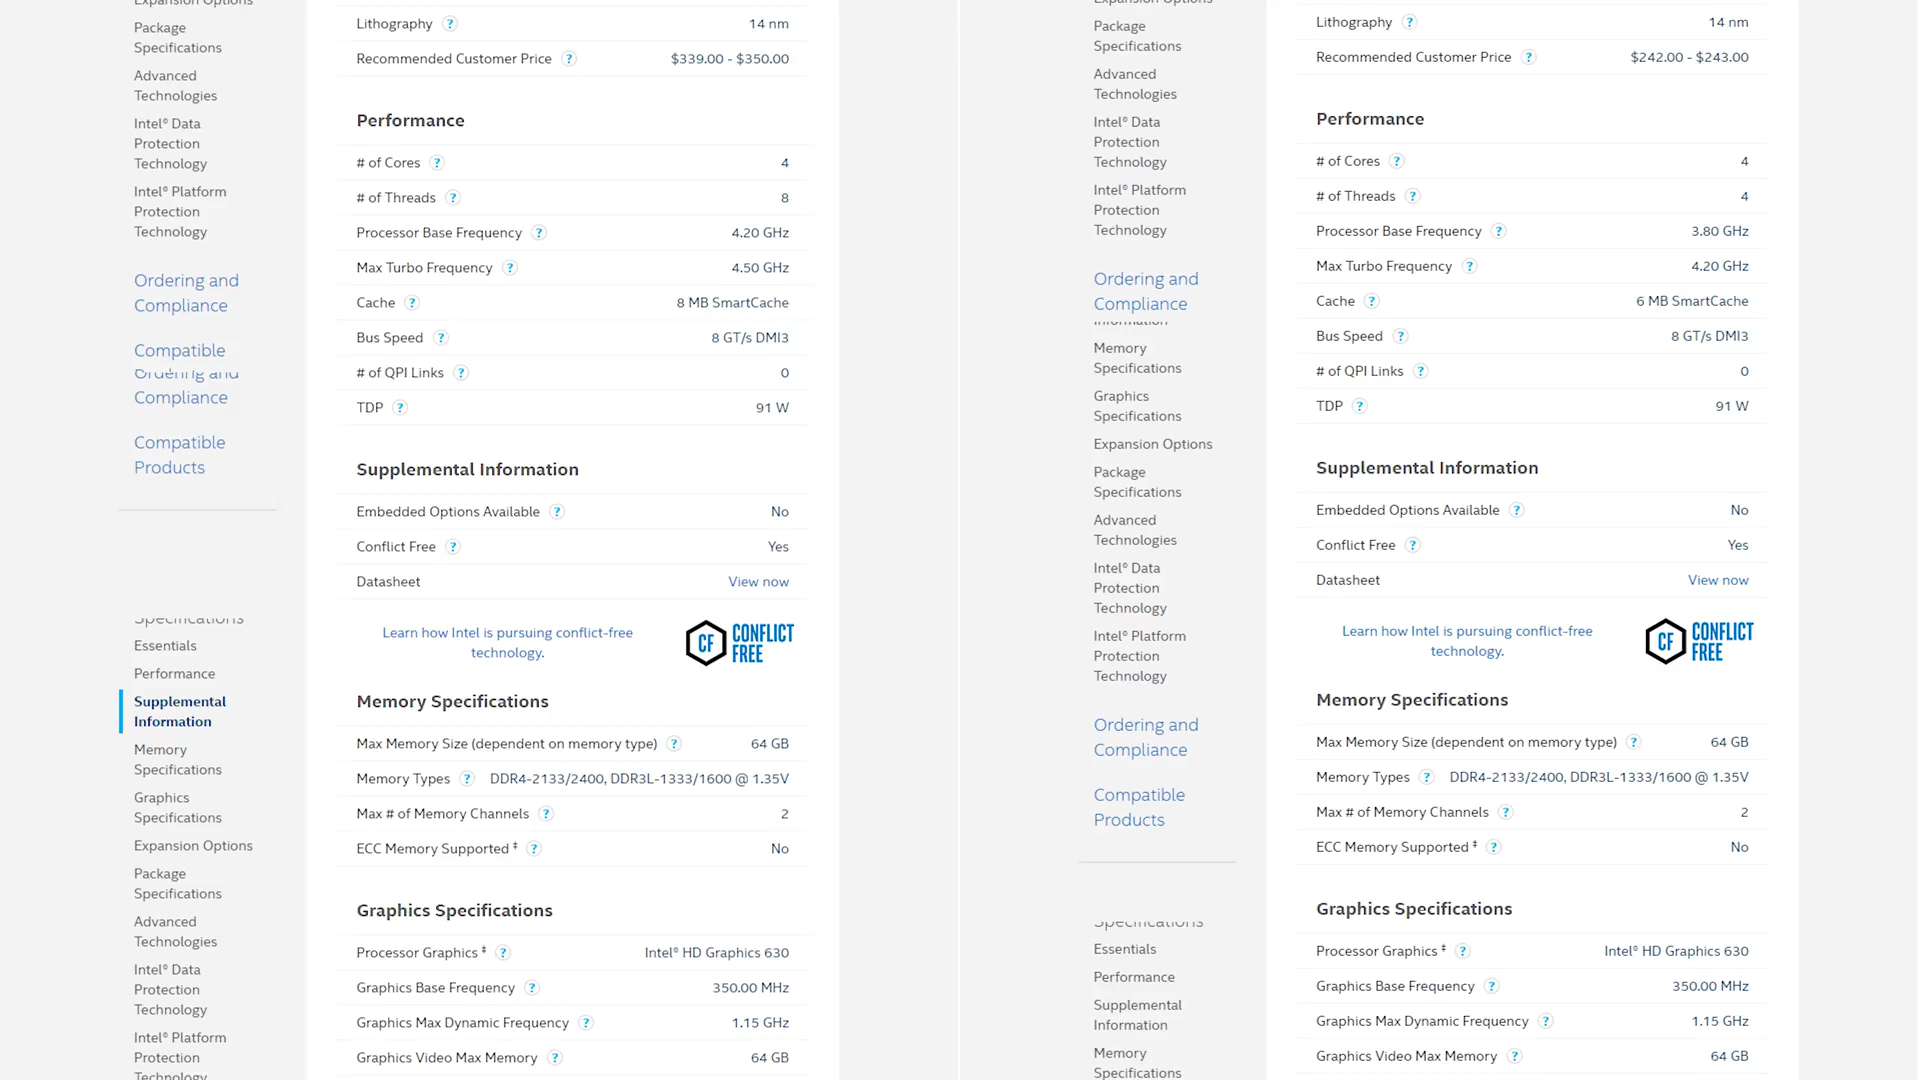 Package
Specifications
Advanced
Technologies
Intel® Data
Protection
Technology
Intel® Platform
Protection
Technology
Ordering and
Compliance
Compatible
Ordering and
Compliance
Compatible
Products
Specifications
Essentials
Performance
Supplemental
Information
Memory
Specifications
Graphics
Specifications
Expansion Options
Package
Specifications
Advanced
Technologies
Intel® Data
Protection
Technology
Intel® Platform
Protection
Technology
Lithography ? 14 nm
Recommended Customer Price ? $339.00 - $350.00
Performance
# of Cores ? 4
# of Threads ? 8
Processor Base Frequency ? 4.20 GHz
Max Turbo Frequency ? 4.50 GHz
Cache ? 8 MB SmartCache
Bus Speed ? 8 GT/s DMI3
# of QPI Links ? 0
TDP ? 91 W
Supplemental Information
Embedded Options Available ? No
Conflict Free ? Yes
Datasheet View now
Learn how Intel is pursuing conflict-free
technology.
CF CONFLICT
FREE
Memory Specifications
Max Memory Size (dependent on memory type) ? 64 GB
Memory Types ? DDR4-2133/2400, DDR3L-1333/1600 @ 1.35V
Max # of Memory Channels ? 2
ECC Memory Supported ‡ ? No
Graphics Specifications
Processor Graphics ‡ ? Intel® HD Graphics 630
Graphics Base Frequency ? 350.00 MHz
Graphics Max Dynamic Frequency ? 1.15 GHz
Graphics Video Max Memory ? 64 GB
Expansion Options
Package
Specifications
Advanced
Technologies
Intel® Data
Protection
Technology
Intel® Platform
Protection
Technology
Ordering and
Compliance
Information
Memory
Specifications
Graphics
Specifications
Expansion Options
Package
Specifications
Advanced
Technologies
Intel® Data
Protection
Technology
Intel® Platform
Protection
Technology
Ordering and
Compliance
Compatible
Products
Specifications
Essentials
Performance
Supplemental
Information
Memory
Specifications
Lithography ? 14 nm
Recommended Customer Price ? $242.00 - $243.00
Performance
# of Cores ? 4
# of Threads ? 4
Processor Base Frequency ? 3.80 GHz
Max Turbo Frequency ? 4.20 GHz
Cache ? 6 MB SmartCache
Bus Speed ? 8 GT/s DMI3
# of QPI Links ? 0
TDP ? 91 W
Supplemental Information
Embedded Options Available ? No
Conflict Free ? Yes
Datasheet View now
Learn how Intel is pursuing conflict-free
technology.
CF CONFLICT
FREE
Memory Specifications
Max Memory Size (dependent on memory type) ? 64 GB
Memory Types ? DDR4-2133/2400, DDR3L-1333/1600 @ 1.35V
Max # of Memory Channels ? 2
ECC Memory Supported ‡ ? No
Graphics Specifications
Processor Graphics ‡ ? Intel® HD Graphics 630
Graphics Base Frequency ? 350.00 MHz
Graphics Max Dynamic Frequency ? 1.15 GHz
Graphics Video Max Memory ? 64 GB